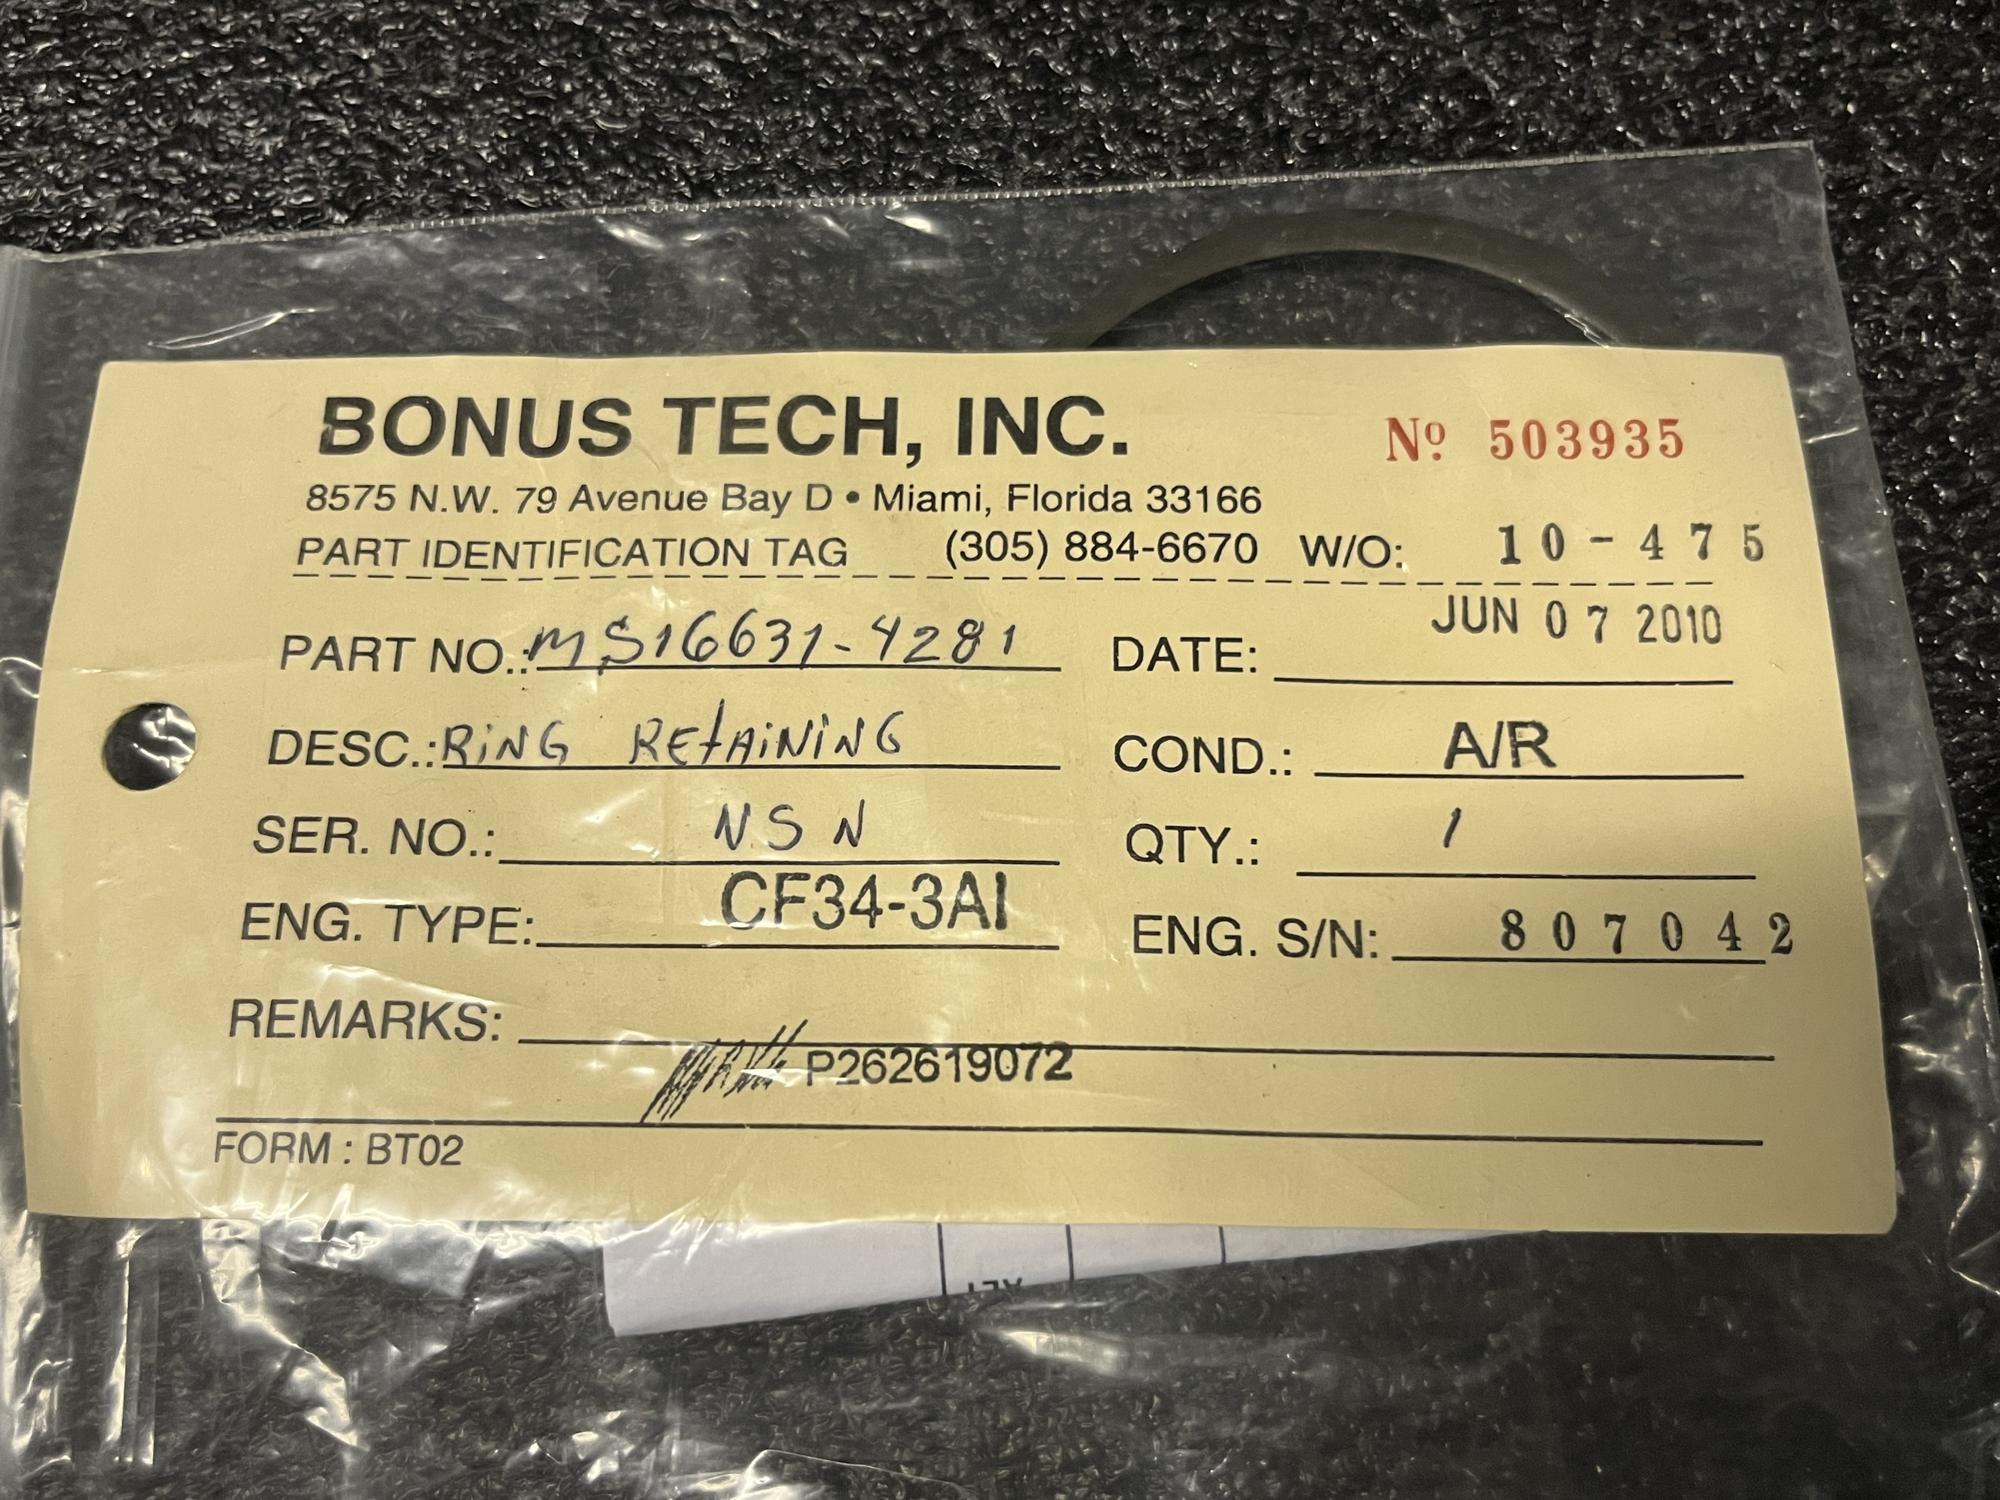 BONUS TECH, INC.
Nº 503935
8575 N.W. 79 Avenue Bay D • Miami, Florida 33166
PART IDENTIFICATION TAG (305) 884-6670 W/O: 10-475
PART NO.: MS16631-4281 DATE: JUN 07 2010
DESC.: RiNG REtAiNiNG COND.: A/R
SER. NO.: NSN QTY.: 1
ENG. TYPE: CF34-3AI ENG. S/N: 807042
REMARKS:
P262619072
FORM : BT02